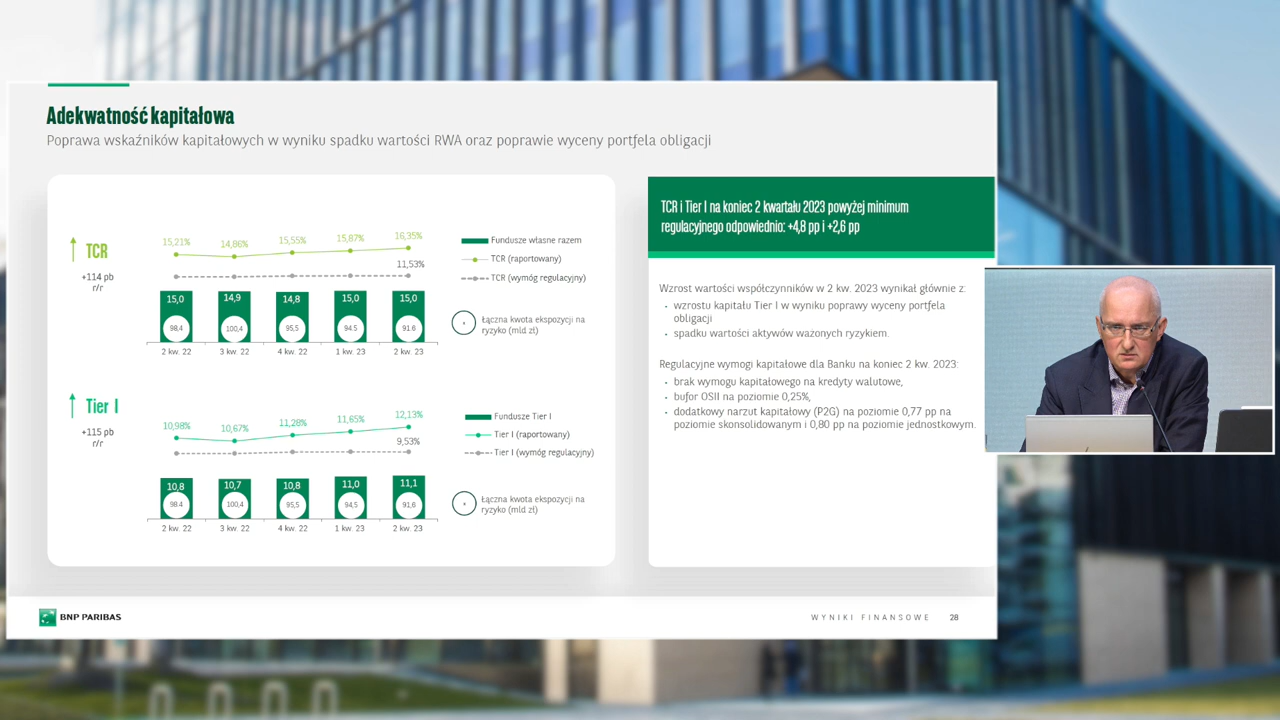 Adekwatność kapitałowa
Poprawa wskaźników kapitałowych w wyniku spadku wartości RWA oraz poprawie wyceny portfela obligacji
TCR
+114 pb
r/r
15,21%
14,86%
15,55%
15,87%
16,35%
11,53%
15,0
14,9
14,8
15,0
15,0
98,4
100,4
95,5
94,5
91,6
2 kw. 22
3 kw. 22
4 kw. 22
1 kw. 23
2 kw. 23
Fundusze własne razem
TCR (raportowany)
TCR (wymóg regulacyjny)
Łączna kwota ekspozycji na
ryzyko (mld zł)
Tier I
+115 pb
r/r
10,98%
10,67%
11,28%
11,65%
12,13%
9,53%
10,8
10,7
10,8
11,0
11,1
98,4
100,4
95,5
94,5
91,6
2 kw. 22
3 kw. 22
4 kw. 22
1 kw. 23
2 kw. 23
Fundusze Tier I
Tier I (raportowany)
Tier I (wymóg regulacyjny)
Łączna kwota ekspozycji na
ryzyko (mld zł)
TCR i Tier I na koniec 2 kwartału 2023 powyżej minimum
regulacyjnego odpowiednio: +4,8 pp i +2,6 pp
Wzrost wartości współczynników w 2 kw. 2023 wynikał głównie z:
• wzrostu kapitału Tier I w wyniku poprawy wyceny portfela
obligacji
• spadku wartości aktywów ważonych ryzykiem.
Regulacyjne wymogi kapitałowe dla Banku na koniec 2 kw. 2023:
• brak wymogu kapitałowego na kredyty walutowe,
• bufor OSII na poziomie 0,25%,
• dodatkowy narzut kapitałowy (P2G) na poziomie 0,77 pp na
poziomie skonsolidowanym i 0,80 pp na poziomie jednostkowym.
BNP PARIBAS
WYNIKI FINANSOWE 28